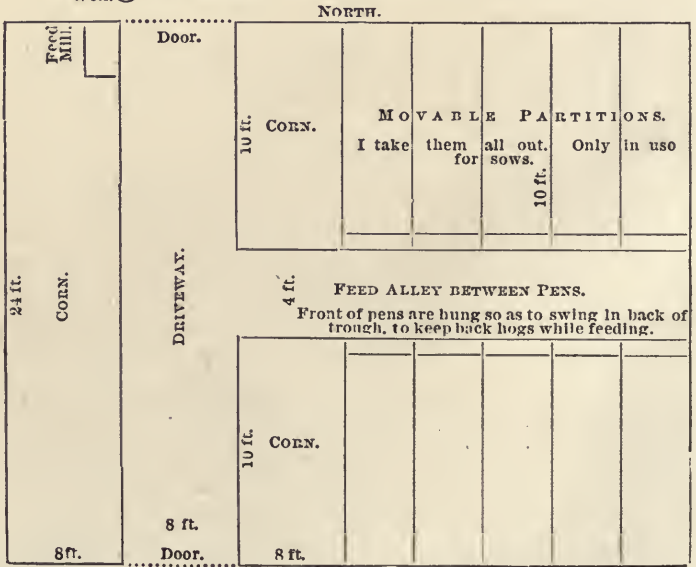 NORTH.
Feed
Mill.
Door.
10 ft.
CORN.
MOVABLE PARTITIONS.
I take them all out. Only in use
for sows.
10 ft.
24 ft.
CORN.
DRIVEWAY.
4 ft.
FEED ALLEY BETWEEN PENS.
Front of pens are hung so as to swing in back of
trough, to keep back hogs while feeding.
10 ft.
CORN.
8 ft.
8ft.
Door.
8 ft.